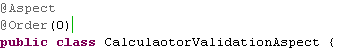 @Aspect
@Order(0)
public class CalculaotorValidationAspect {